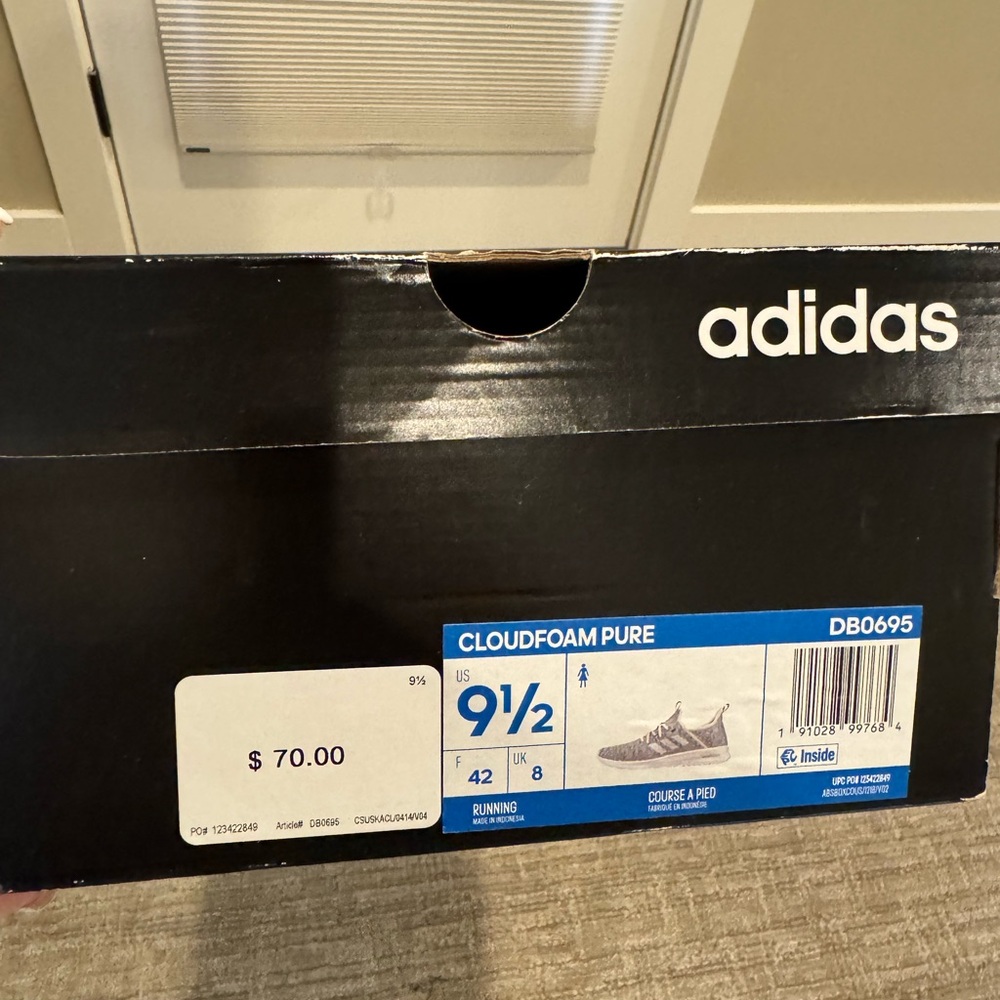 adidas
CLOUDFOAM PURE
DB0695
US
9½
F
42
UK
8
1 91028 99768 4
Inside
RUNNING
MADE IN INDONESIA
COURSE A PIED
FABRIQUÉ EN INDONÉSIE
UPC PO# 123422849
9½
$ 70.00
PO# 123422849 Article# DB0695 CSUSKACL/0414/V04